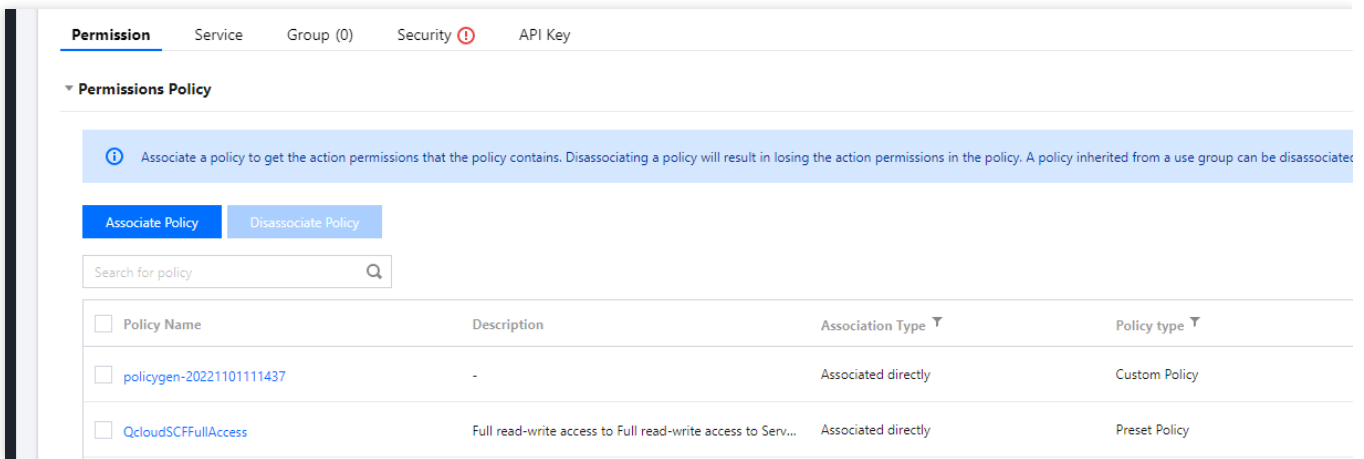 Permission Service Group (0) Security API Key
Permissions Policy
Associate a policy to get the action permissions that the policy contains. Disassociating a policy will result in losing the action permissions in the policy. A policy inherited from a use group can be disassociated
Associate Policy Disassociate Policy
Search for policy
Policy Name Description Association Type Policy type
policygen-20221101111437 - Associated directly Custom Policy
QcloudSCFFullAccess Full read-write access to Full read-write access to Serv... Associated directly Preset Policy